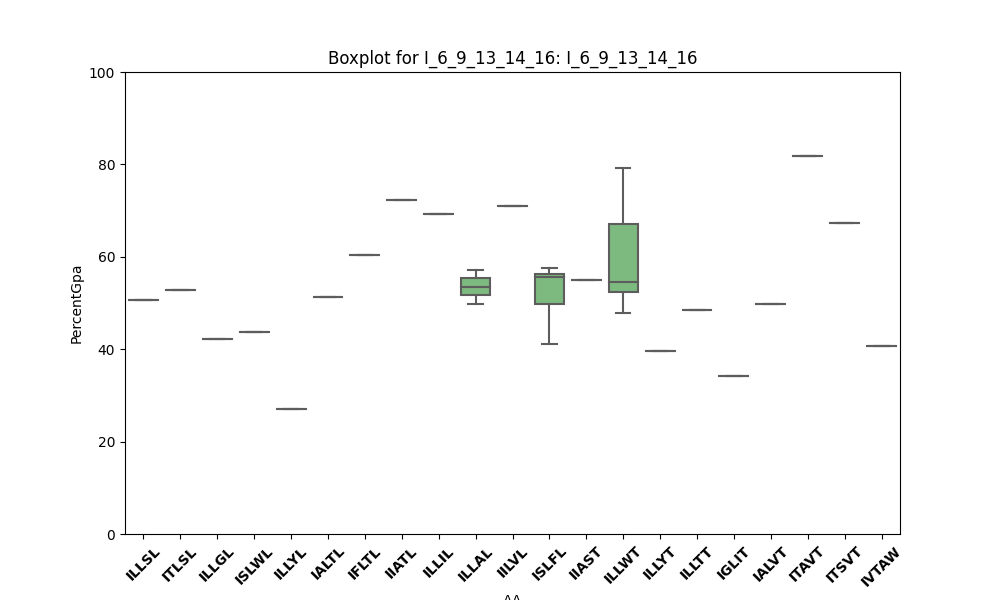 Boxplot for I_6_9_13_14_16: I_6_9_13_14_16
PercentGpa
100
80
60
40
20
0
ILLSL ITLSL ILLGL ISLWL ILLYL IALTL IFLTL IIATL ILLIL ILLAL IILVL ISLFL IIAST ILLWT ILLYT ILLTT IGLIT IALVT ITAVT ITSVT IVTAW
AA